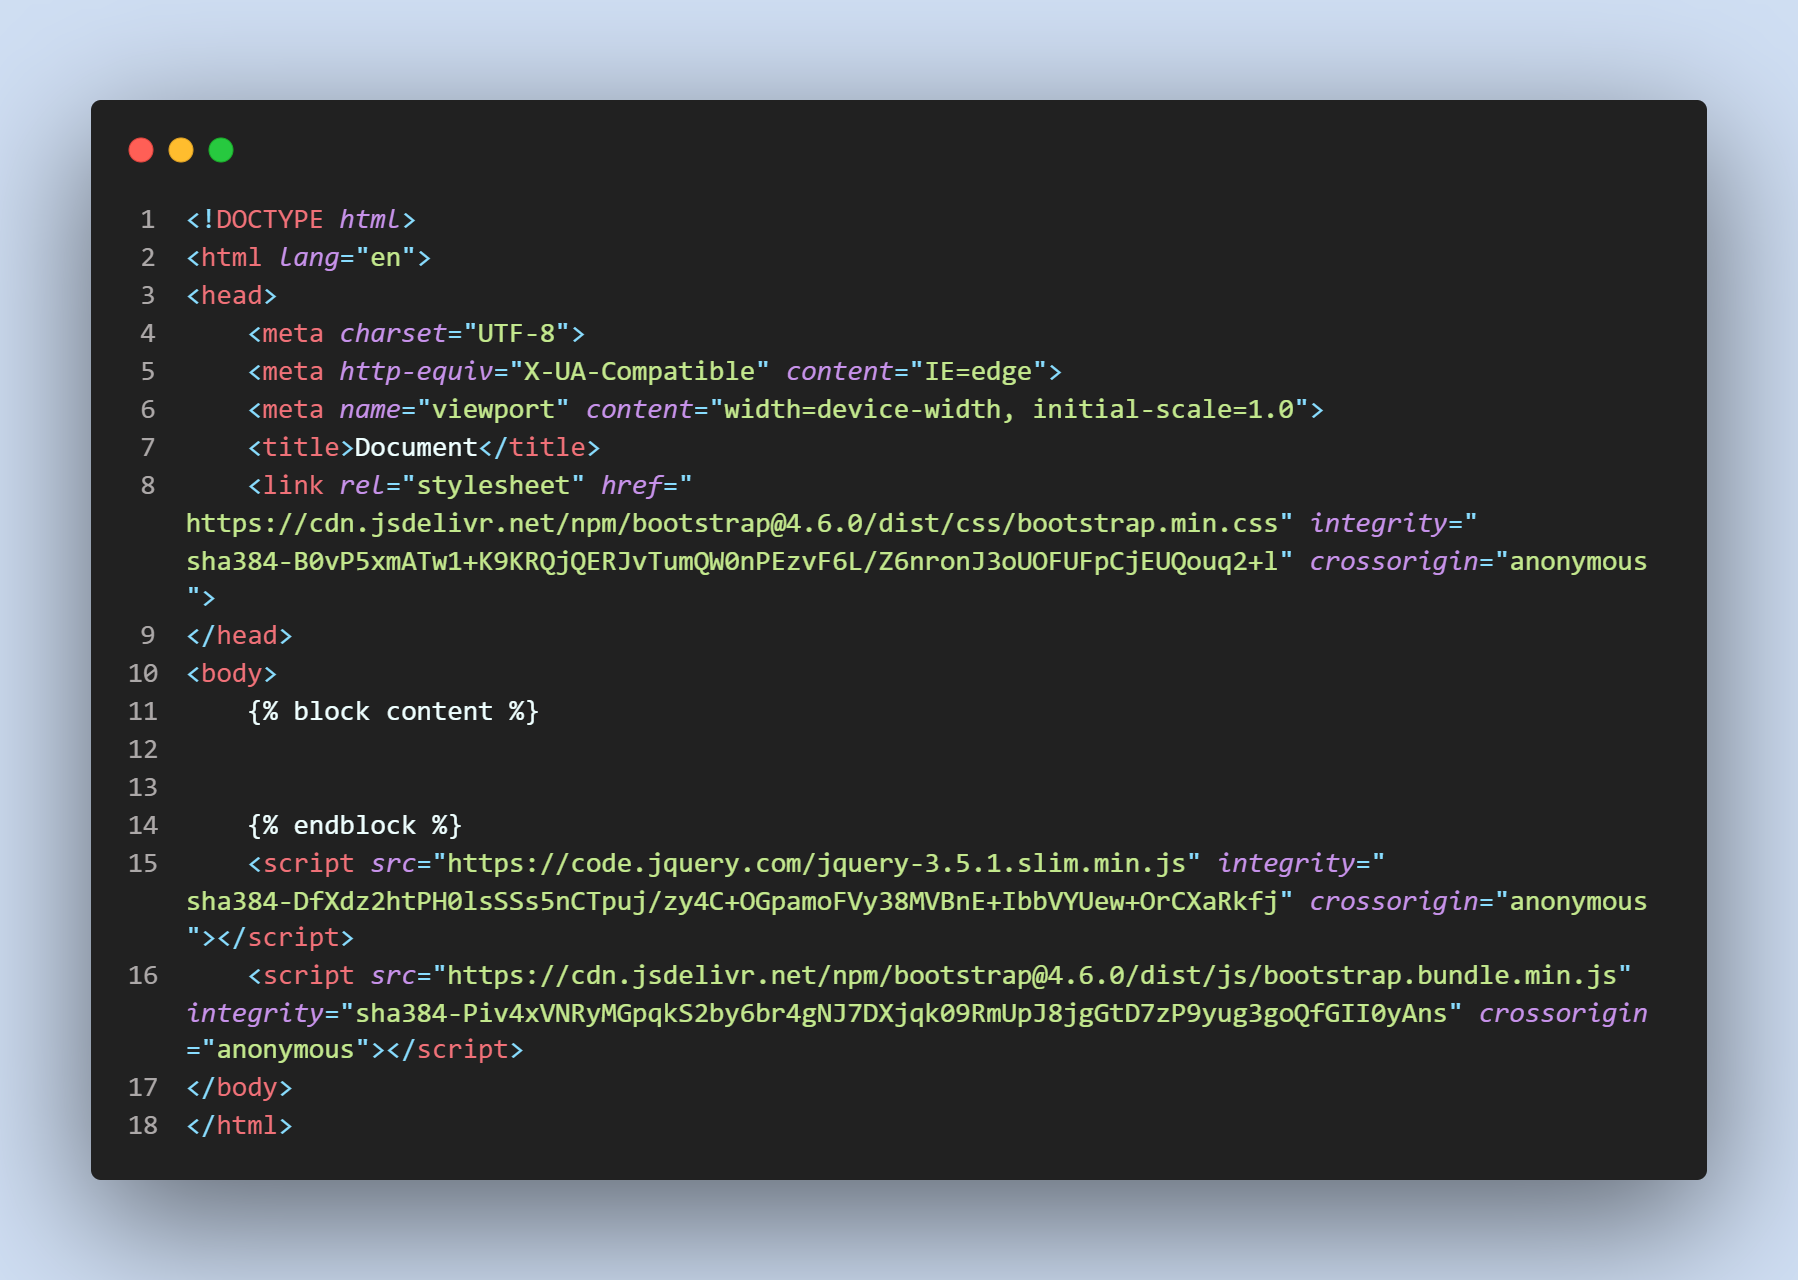 1 <!DOCTYPE html>
2 <html lang="en">
3 <head>
4     <meta charset="UTF-8">
5     <meta http-equiv="X-UA-Compatible" content="IE=edge">
6     <meta name="viewport" content="width=device-width, initial-scale=1.0">
7     <title>Document</title>
8     <link rel="stylesheet" href="
https://cdn.jsdelivr.net/npm/bootstrap@4.6.0/dist/css/bootstrap.min.css" integrity="
sha384-B0vP5xmATw1+K9KRQjQERJvTumQW0nPEzvF6L/Z6nronJ3oUOFUFpCjEUQouq2+l" crossorigin="anonymous
">
9 </head>
10 <body>
11     {% block content %}
12
13
14     {% endblock %}
15     <script src="https://code.jquery.com/jquery-3.5.1.slim.min.js" integrity="
sha384-DfXdz2htPH0lsSSs5nCTpuj/zy4C+OGpamoFVy38MVBnE+IbbVYUew+OrCXaRkfj" crossorigin="anonymous
"></script>
16     <script src="https://cdn.jsdelivr.net/npm/bootstrap@4.6.0/dist/js/bootstrap.bundle.min.js"
integrity="sha384-Piv4xVNRyMGpqkS2by6br4gNJ7DXjqk09RmUpJ8jgGtD7zP9yug3goQfGII0yAns" crossorigin
="anonymous"></script>
17 </body>
18 </html>